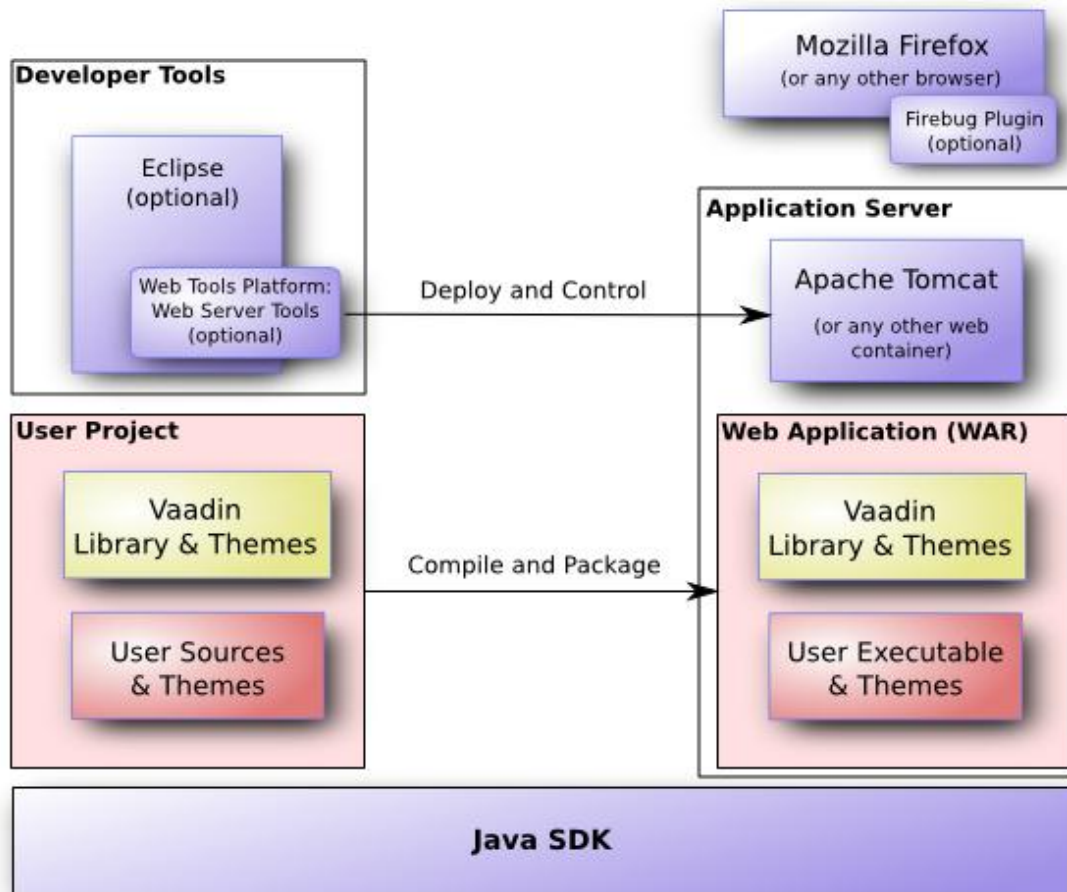 Mozilla Firefox
(or any other browser)
Firebug Plugin
(optional)
Developer Tools
Eclipse
(optional)
Web Tools Platform:
Web Server Tools
(optional)
Deploy and Control
Application Server
Apache Tomcat
(or any other web
container)
User Project
Vaadin
Library & Themes
User Sources
& Themes
Compile and Package
Web Application (WAR)
Vaadin
Library & Themes
User Executable
& Themes
Java SDK